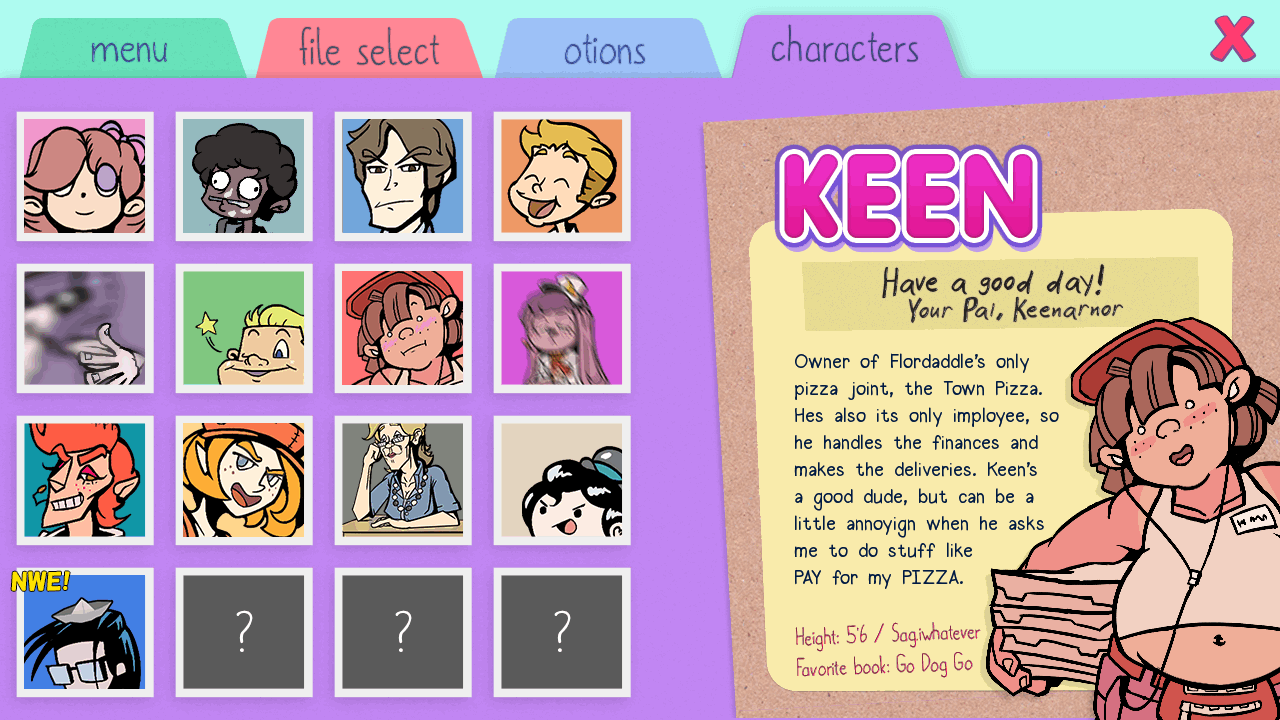 menu
file select
otions
characters
X
KEEN
Have a good day!
Your Pal, Keenarnor
Owner of Flordaddle's only
pizza joint, the Town Pizza.
Hes also its only imployee, so
he handles the finances and
makes the deliveries. Keen's
a good dude, but can be a
little annoyign when he asks
me to do stuff like
PAY for my PIZZA.
Height: 5'6 / Sag.iwhatever
Favorite book: Go Dog Go
NWE!
?
?
?